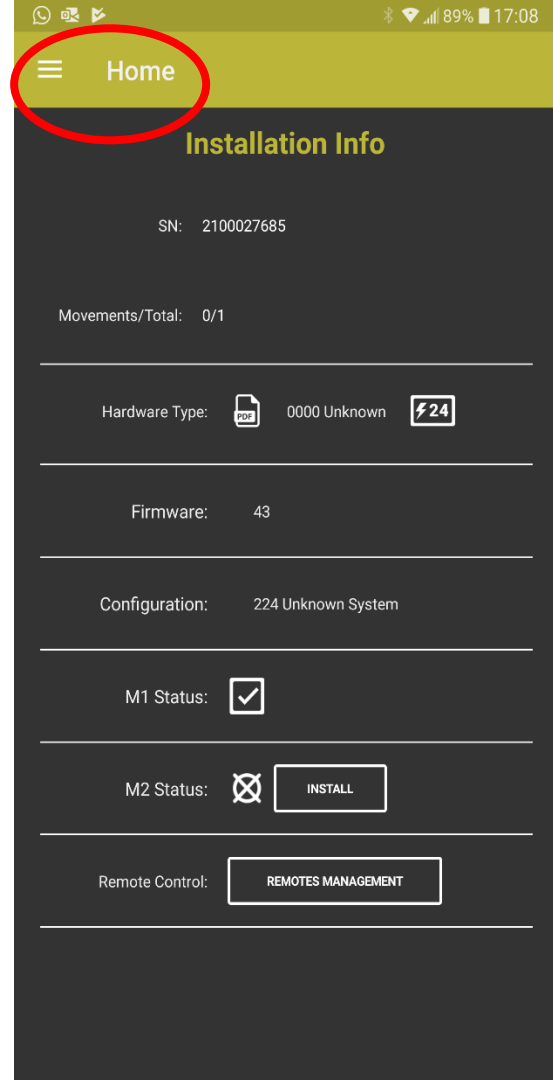 89% 17:08
Home
Installation Info
SN: 2100027685
Movements/Total: 0/1
Hardware Type: PDF 0000 Unknown 24
Firmware: 43
Configuration: 224 Unknown System
M1 Status:
M2 Status: INSTALL
Remote Control: REMOTES MANAGEMENT